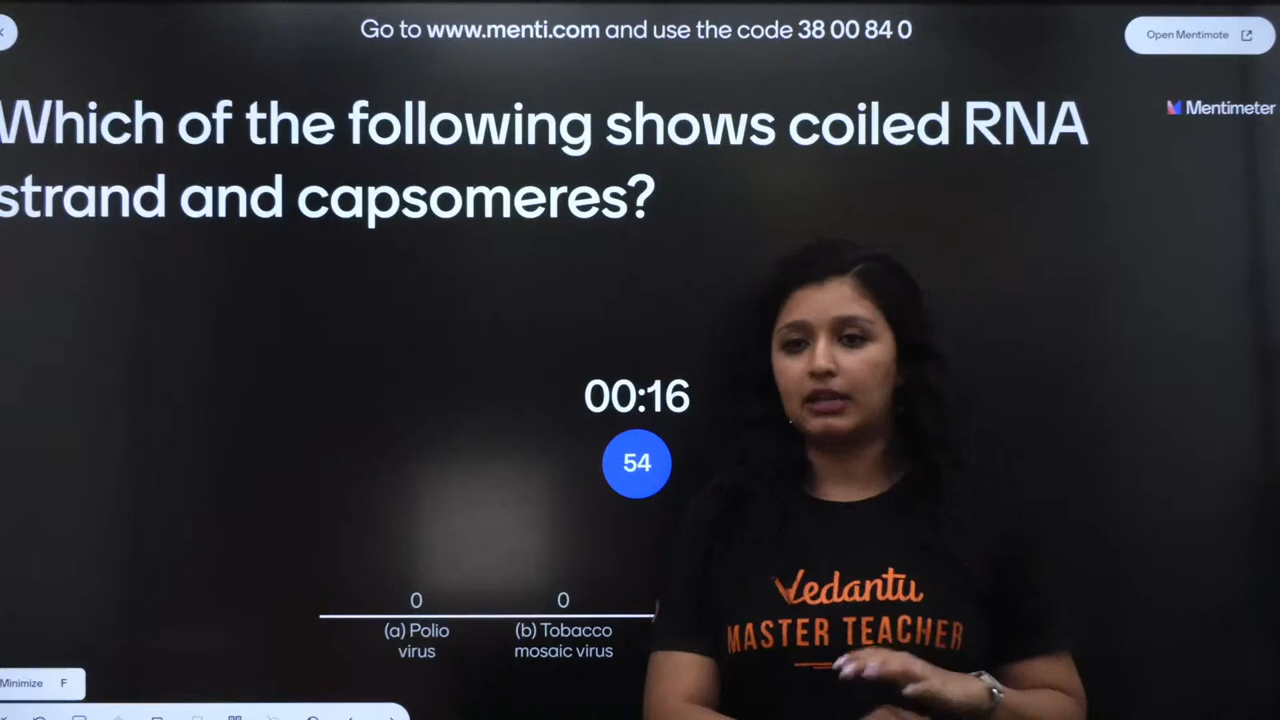 Go to www.menti.com and use the code 38 00 84 0
Open Mentimote
Which of the following shows coiled RNA
Mentimeter
strand and capsomeres?
00:16
54
0
0
(a) Polio
virus
(b) Tobacco
mosaic virus
Vedantu
MASTER TEACHER
Minimize F